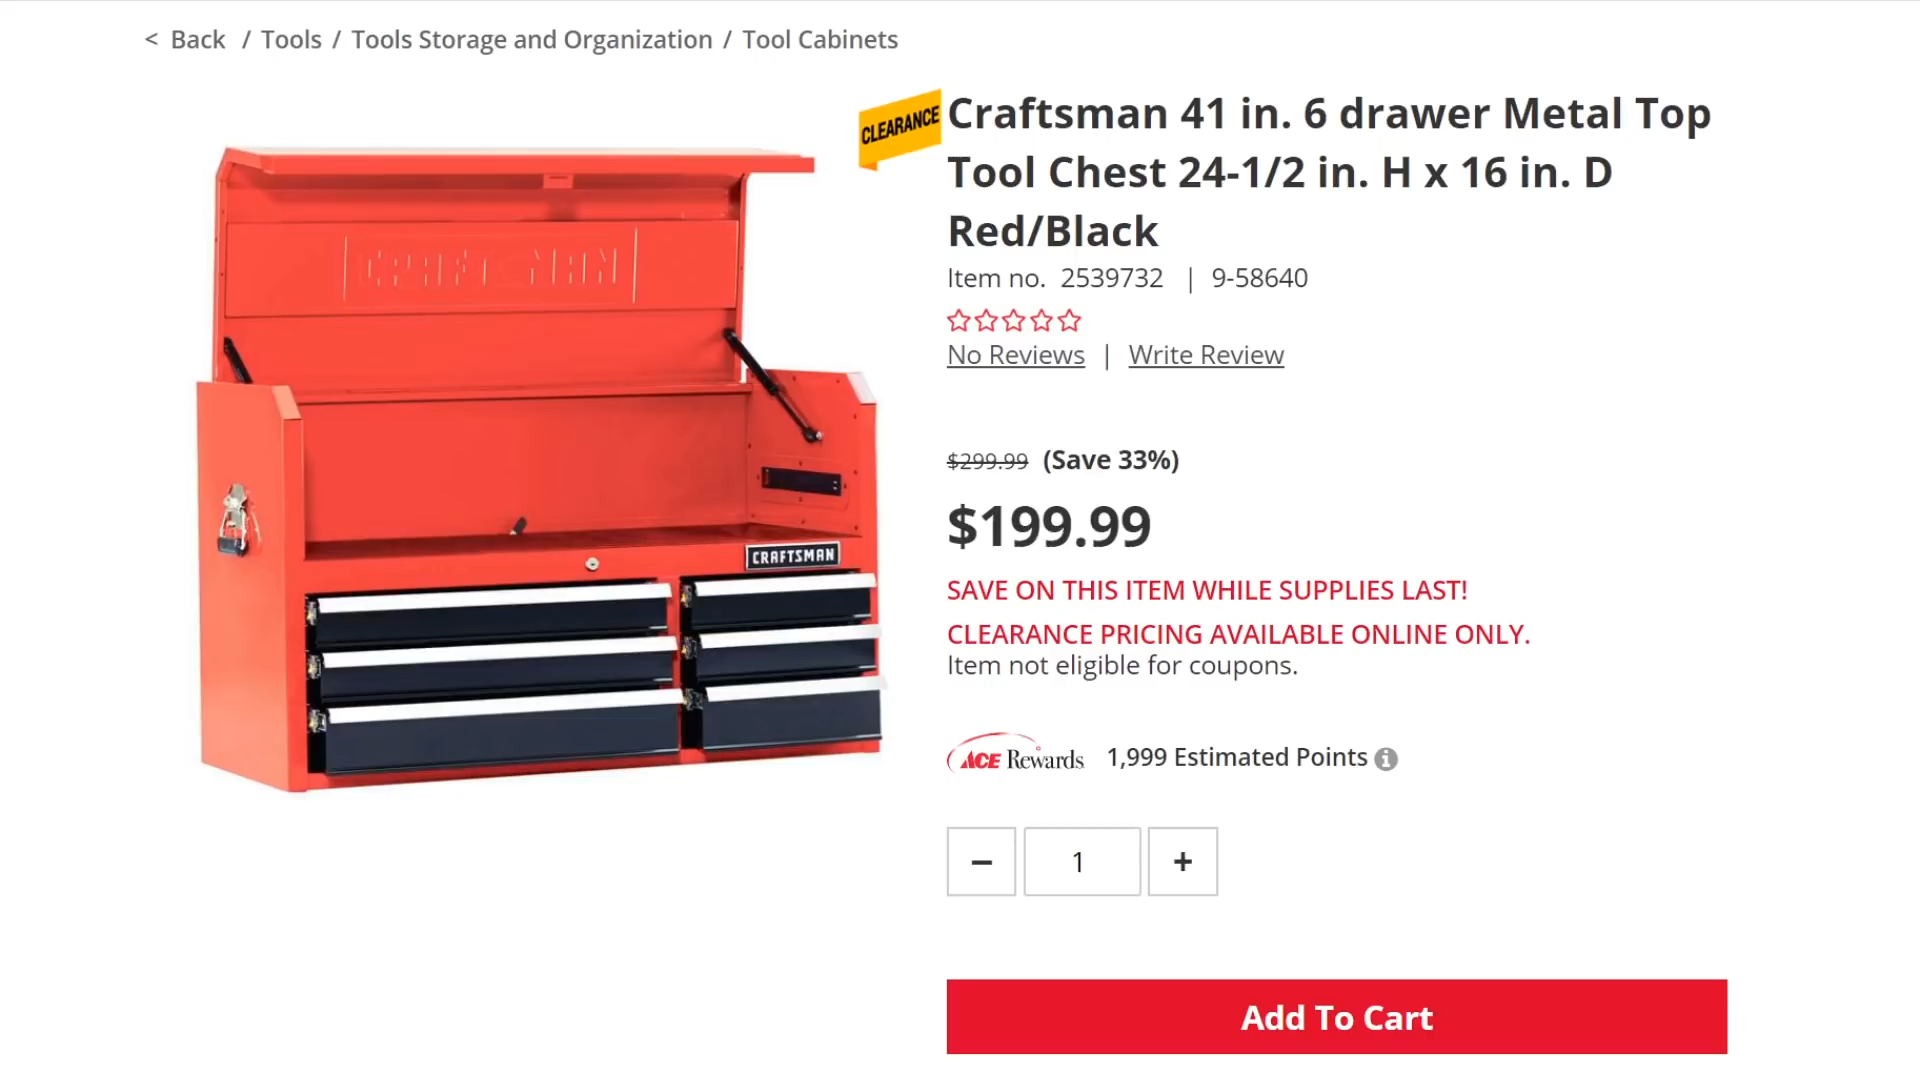 < Back / Tools / Tools Storage and Organization / Tool Cabinets
CLEARANCE
Craftsman 41 in. 6 drawer Metal Top
Tool Chest 24-1/2 in. H x 16 in. D
Red/Black
Item no. 2539732 | 9-58640
No Reviews | Write Review
$299.99 (Save 33%)
$199.99
SAVE ON THIS ITEM WHILE SUPPLIES LAST!
CLEARANCE PRICING AVAILABLE ONLINE ONLY.
Item not eligible for coupons.
ACE Rewards 1,999 Estimated Points i
− 1 +
Add To Cart
CRAFTSMAN
CRAFTSMAN